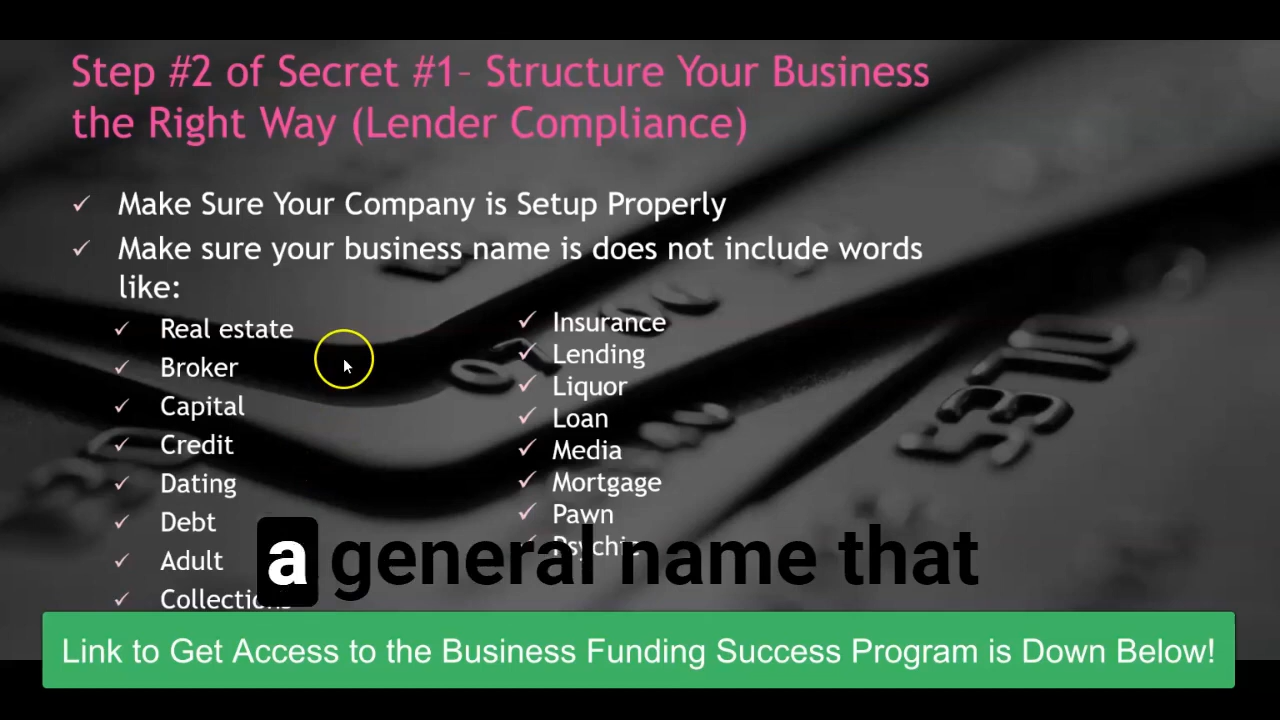 Step #2 of Secret #1– Structure Your Business
the Right Way (Lender Compliance)
✓ Make Sure Your Company is Setup Properly
✓ Make sure your business name is does not include words
like:
✓ Real estate
✓ Broker
✓ Capital
✓ Credit
✓ Dating
✓ Debt
✓ Adult
✓ Collections
✓ Insurance
✓ Lending
✓ Liquor
✓ Loan
✓ Media
✓ Mortgage
✓ Pawn
✓ Psychic
a general name that
Link to Get Access to the Business Funding Success Program is Down Below!